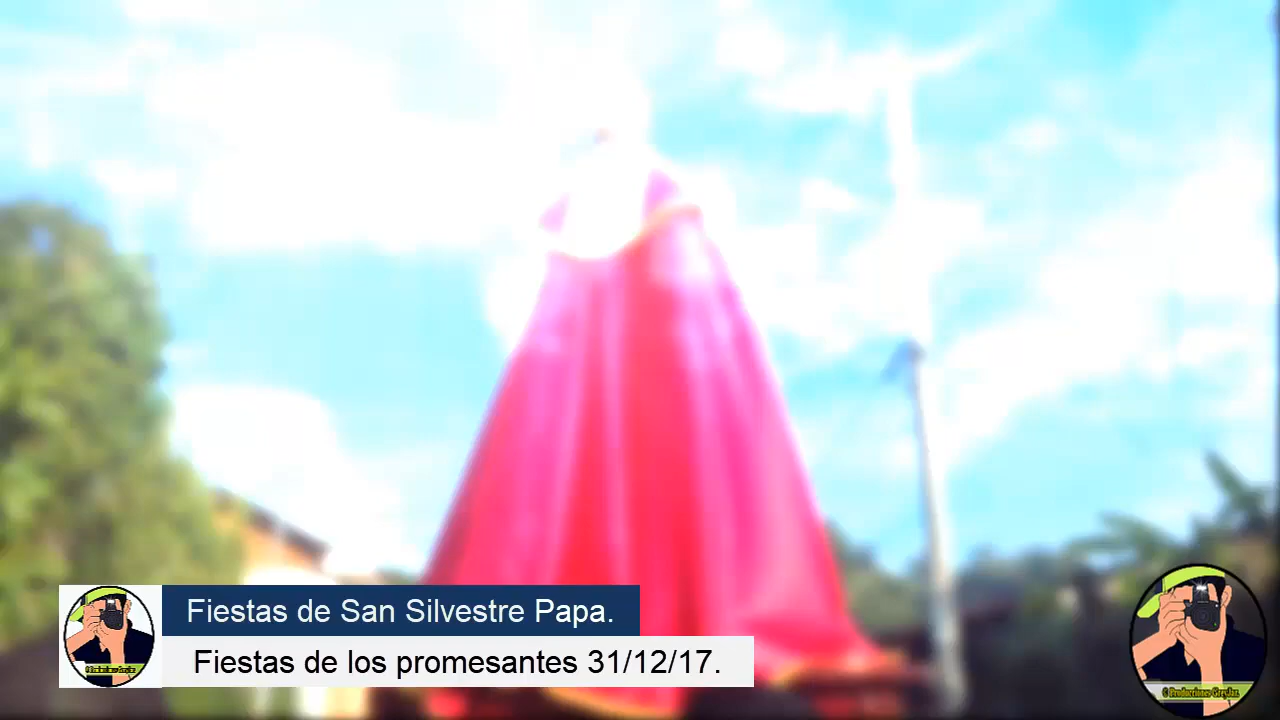 Fiestas de San Silvestre Papa.
Fiestas de los promesantes 31/12/17.